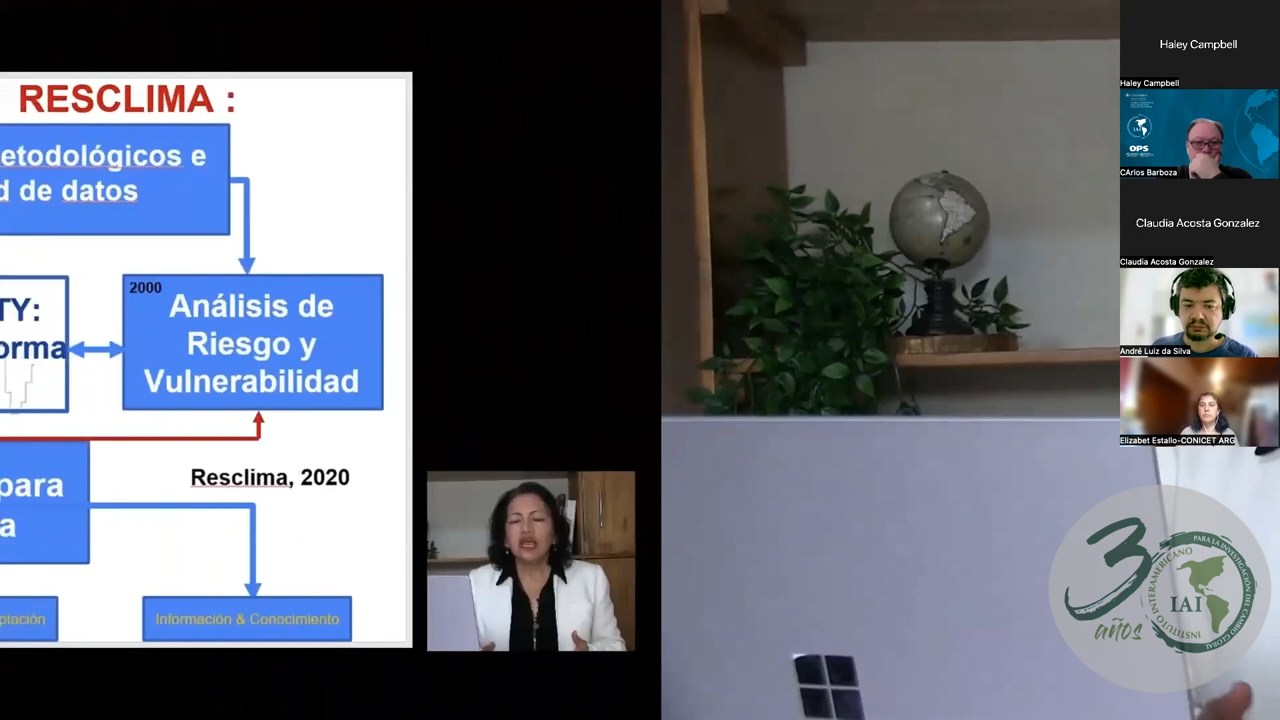 RESCLIMA :
etodológicos e
d de datos
TY:
orma
2000
Análisis de
Riesgo y
Vulnerabilidad
para
a
Resclima, 2020
ptación
Información & Conocimiento
Haley Campbell
Haley Campbell
IAI
OPS
CArlos Barboza
Claudia Acosta Gonzalez
Claudia Acosta Gonzalez
André Luiz da Silva
Elizabet Estallo-CONICET ARG
30
años
INSTITUTO INTERAMERICANO
PARA LA INVESTIGACIÓN DEL CAMBIO GLOBAL
IAI